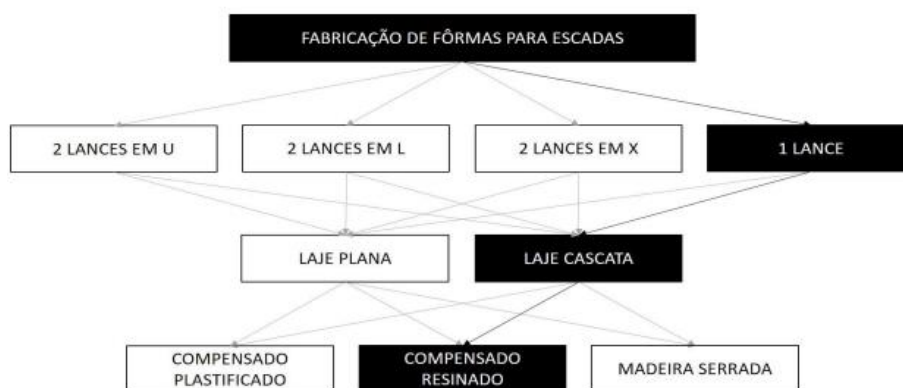 FABRICAÇÃO DE FÔRMAS PARA ESCADAS
2 LANCES EM U
2 LANCES EM L
2 LANCES EM X
1 LANCE
LAJE PLANA
LAJE CASCATA
COMPENSADO
PLASTIFICADO
COMPENSADO
RESINADO
MADEIRA SERRADA